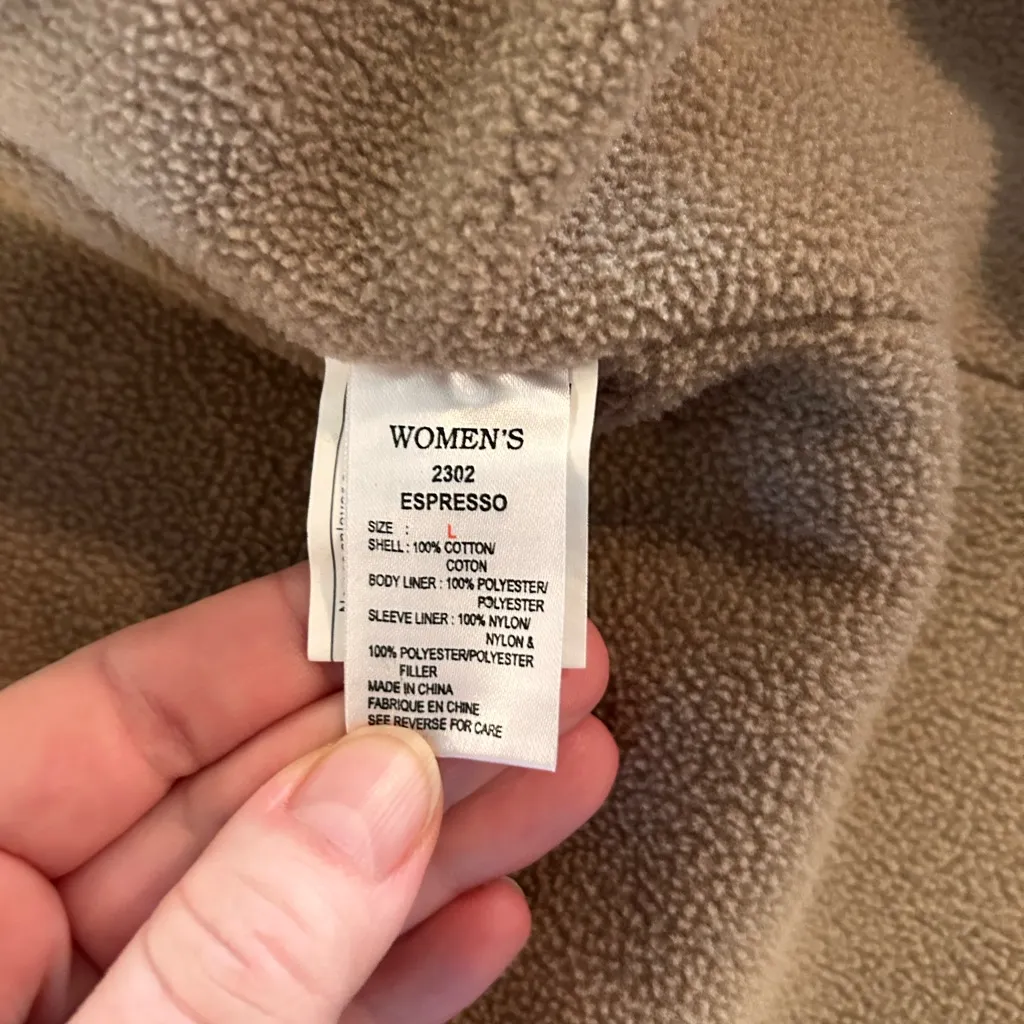 WOMEN'S
2302
ESPRESSO
SIZE : L
SHELL : 100% COTTON/
COTON
BODY LINER : 100% POLYESTER/
POLYESTER
SLEEVE LINER : 100% NYLON/
NYLON &
100% POLYESTER/POLYESTER
FILLER
MADE IN CHINA
FABRIQUE EN CHINE
SEE REVERSE FOR CARE